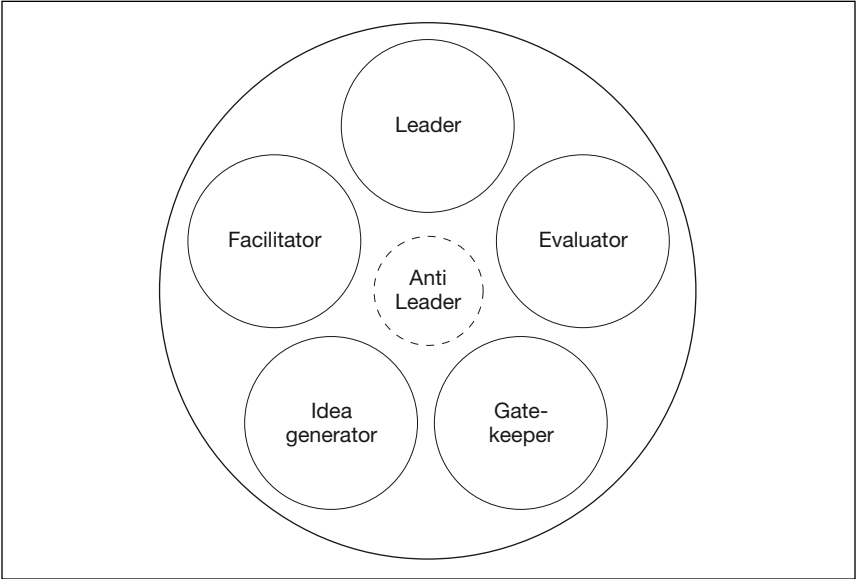 Leader
Facilitator
Evaluator
Anti
Leader
Idea
generator
Gate-
keeper